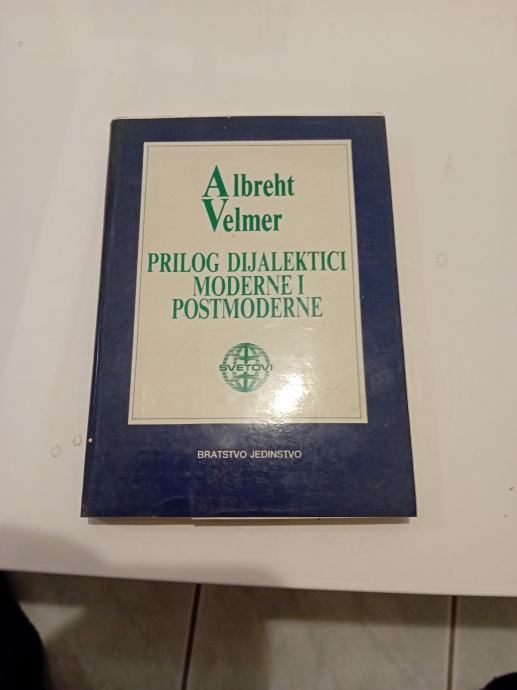 Albreht
Velmer
PRILOG DIJALEKTICI
MODERNE I
POSTMODERNE
SVETOVI
BRATSTVO JEDINSTVO